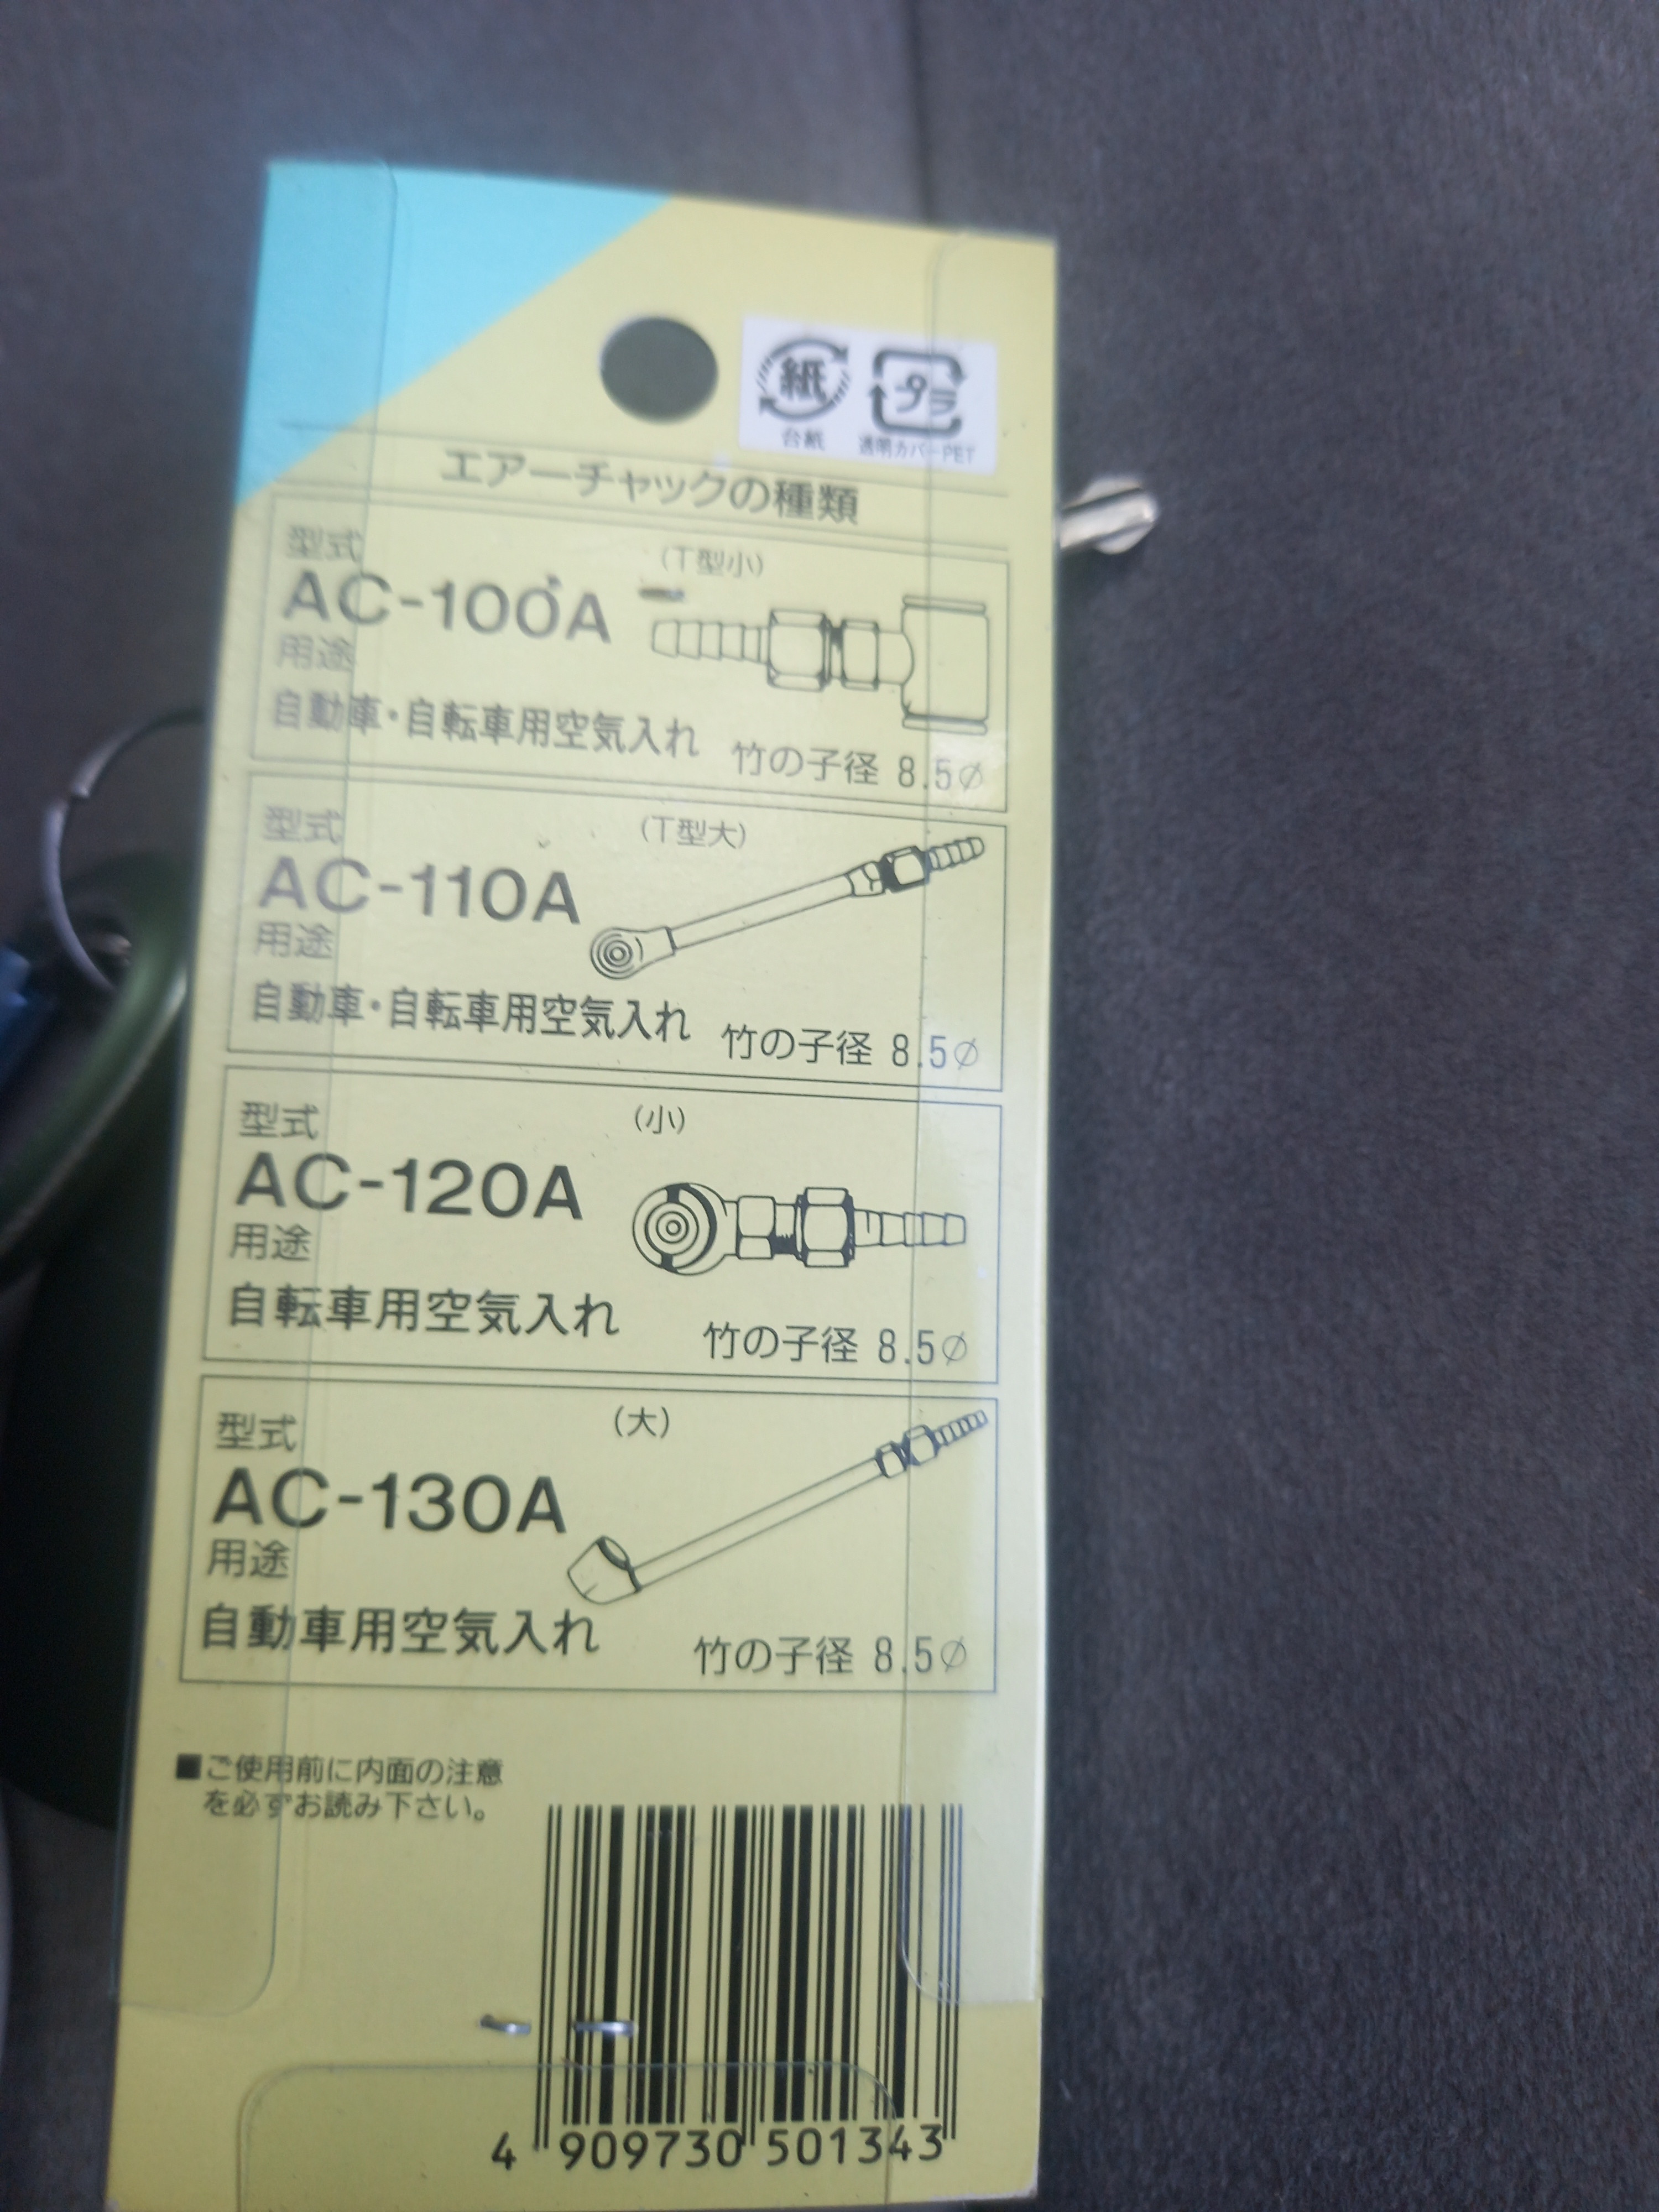 紙
プラ
台紙
透明カバーPET
エアーチャックの種類
型式
(T型小)
AC-100A
用途
自動車・自転車用空気入れ
竹の子径 8.5∅
型式
(T型大)
AC-110A
用途
自動車・自転車用空気入れ
竹の子径 8.5∅
型式
(小)
AC-120A
用途
自転車用空気入れ
竹の子径 8.5∅
型式
(大)
AC-130A
用途
自動車用空気入れ
竹の子径 8.5∅
■ご使用前に内面の注意
を必ずお読み下さい。
4 909730 501343